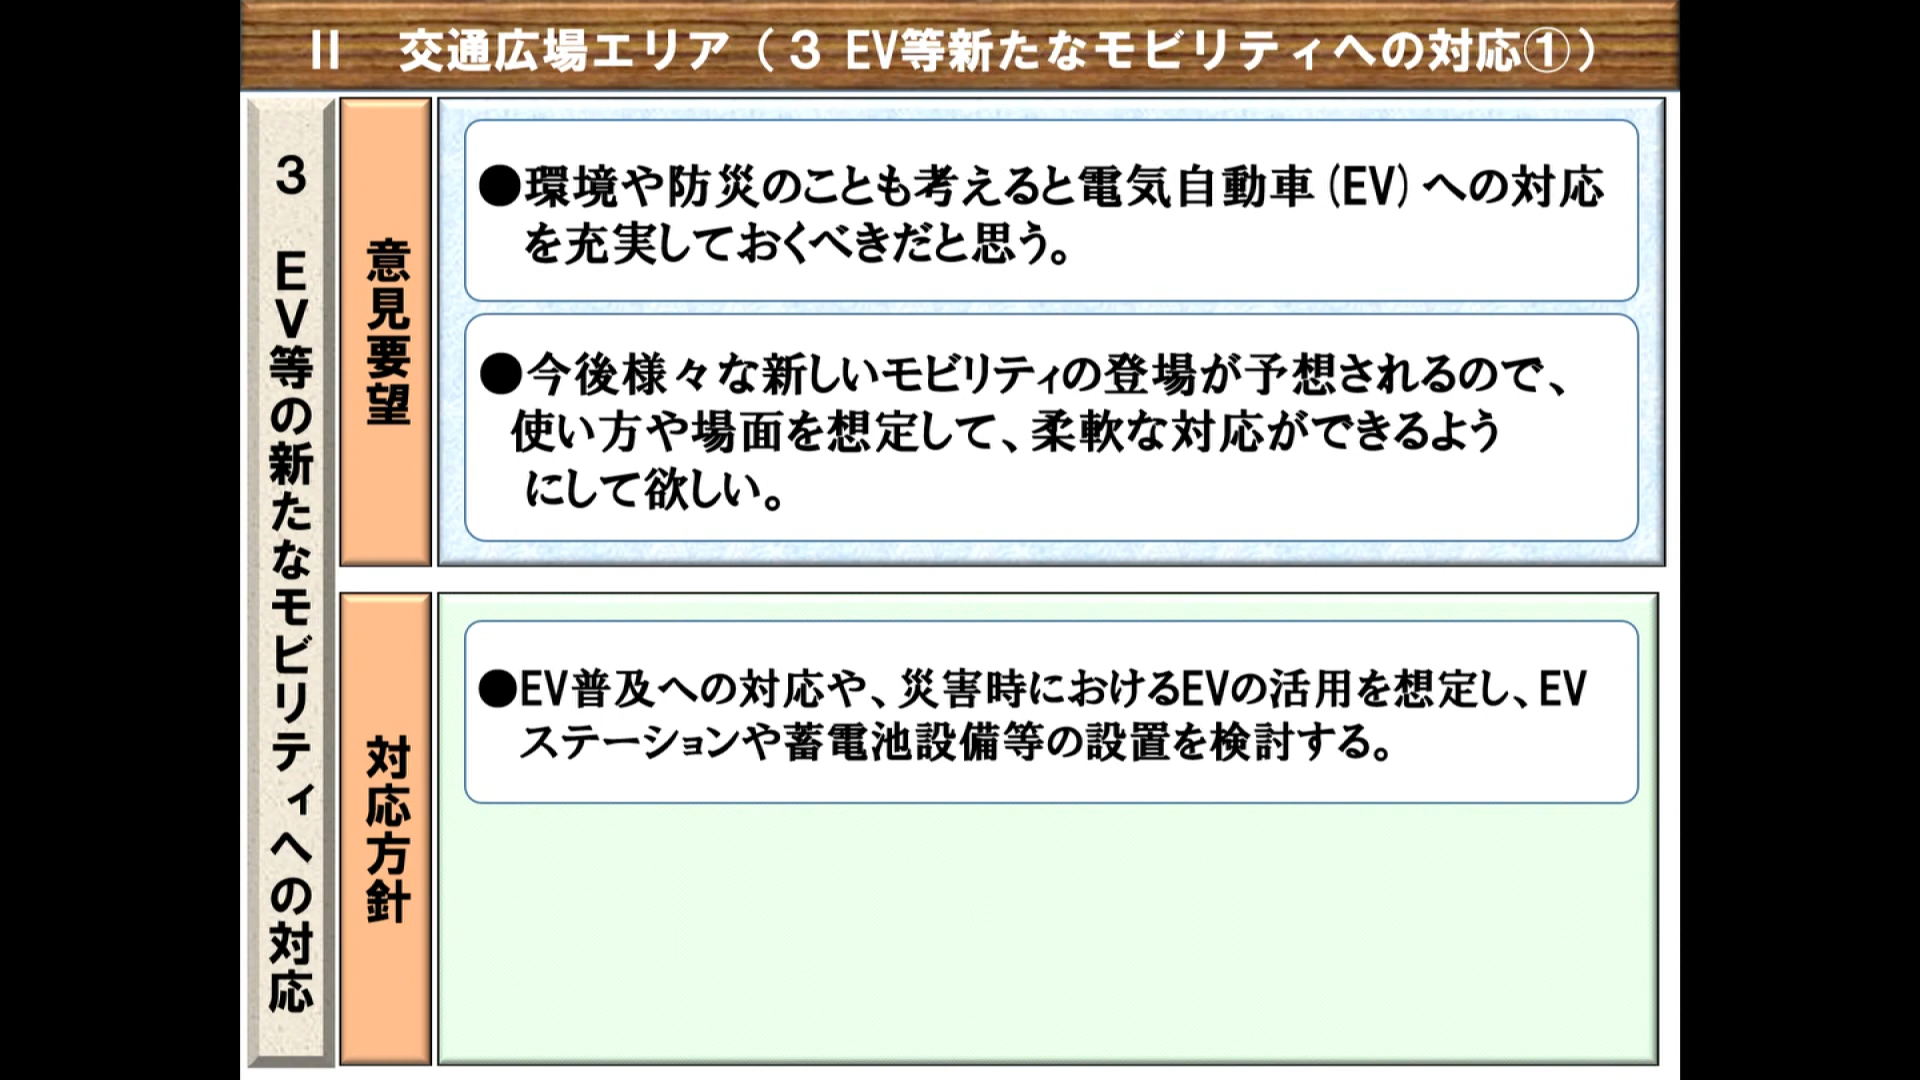 Ⅱ　交通広場エリア（３ EV等新たなモビリティへの対応①）
３　EV等の新たなモビリティへの対応
意見要望
●環境や防災のことも考えると電気自動車(EV)への対応
を充実しておくべきだと思う。
●今後様々な新しいモビリティの登場が予想されるので、
使い方や場面を想定して、柔軟な対応ができるよう
にして欲しい。
対応方針
●EV普及への対応や、災害時におけるEVの活用を想定し、EV
ステーションや蓄電池設備等の設置を検討する。